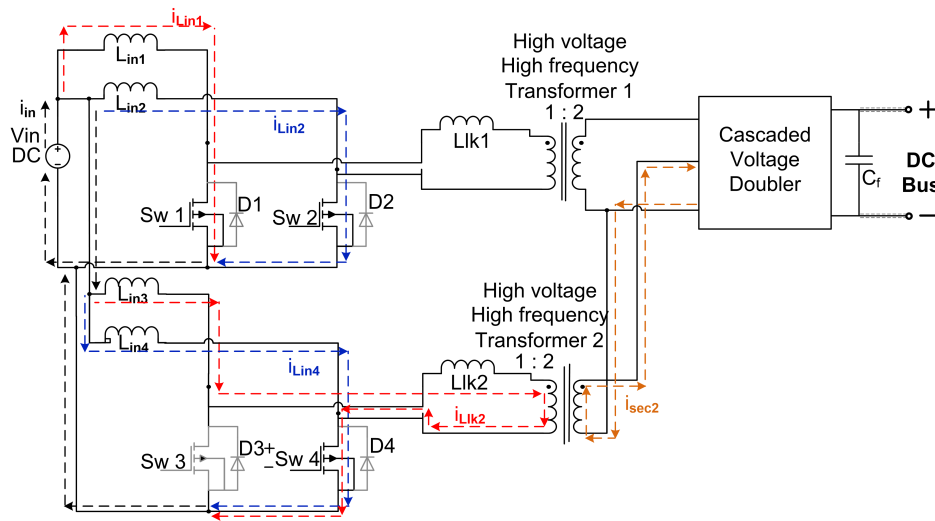 iLin1
Lin1
Lin2
iin
Vin
DC
+
-
iLin2
Sw 1
D1
Sw 2
D2
High voltage
High frequency
Transformer 1
1 : 2
Llk1
Cascaded
Voltage
Doubler
Cf
+
DC
Bus
−
Lin3
Lin4
iLin4
High voltage
High frequency
Transformer 2
1 : 2
Llk2
iLlk2
isec2
Sw 3
D3+
−Sw 4
D4